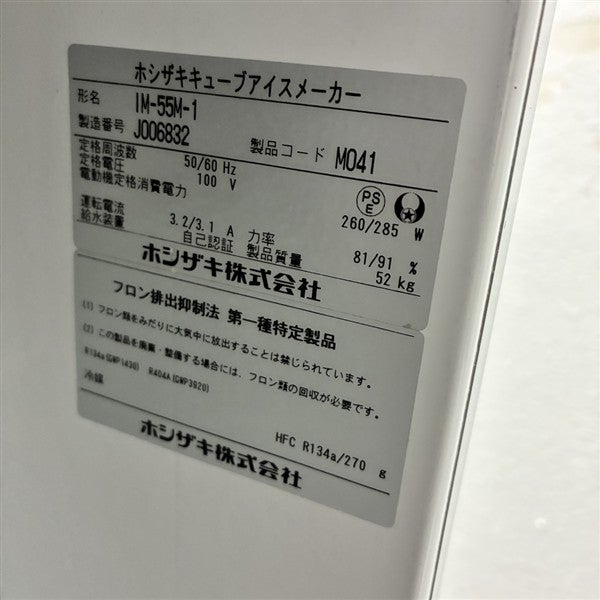 ホシザキキューブアイスメーカー
形名 IM-55M-1
製造番号 J006832 製品コード M041
定格周波数 50/60 Hz
定格電圧 100 V
電動機定格消費電力 260/285 W
PS
E
運転電流 3.2/3.1 A 力率 81/91 %
給水装置 自己認証 製品質量 52 kg
ホシザキ株式会社
フロン排出抑制法 第一種特定製品
(1) フロン類をみだりに大気中に放出することは禁じられています。
(2) この製品を廃棄・整備する場合には、フロン類の回収が必要です。
R134a(GWP1430) R404A(GWP3920)
冷媒 HFC R134a/270 g
ホシザキ株式会社